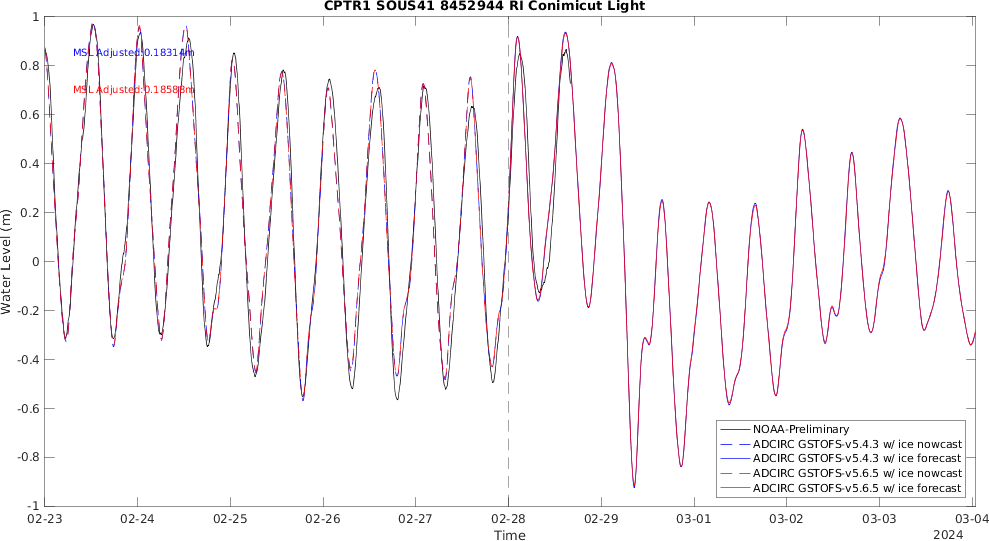 CPTR1 SOUS41 8452944 RI Conimicut Light
MSL Adjusted:0.18314m
MSL Adjusted:0.18588m
Water Level (m)
1
0.8
0.6
0.4
0.2
0
-0.2
-0.4
-0.6
-0.8
-1
NOAA-Preliminary
ADCIRC GSTOFS-v5.4.3 w/ ice nowcast
ADCIRC GSTOFS-v5.4.3 w/ ice forecast
ADCIRC GSTOFS-v5.6.5 w/ ice nowcast
ADCIRC GSTOFS-v5.6.5 w/ ice forecast
02-23 02-24 02-25 02-26 02-27 02-28 02-29 03-01 03-02 03-03 03-04
Time
2024